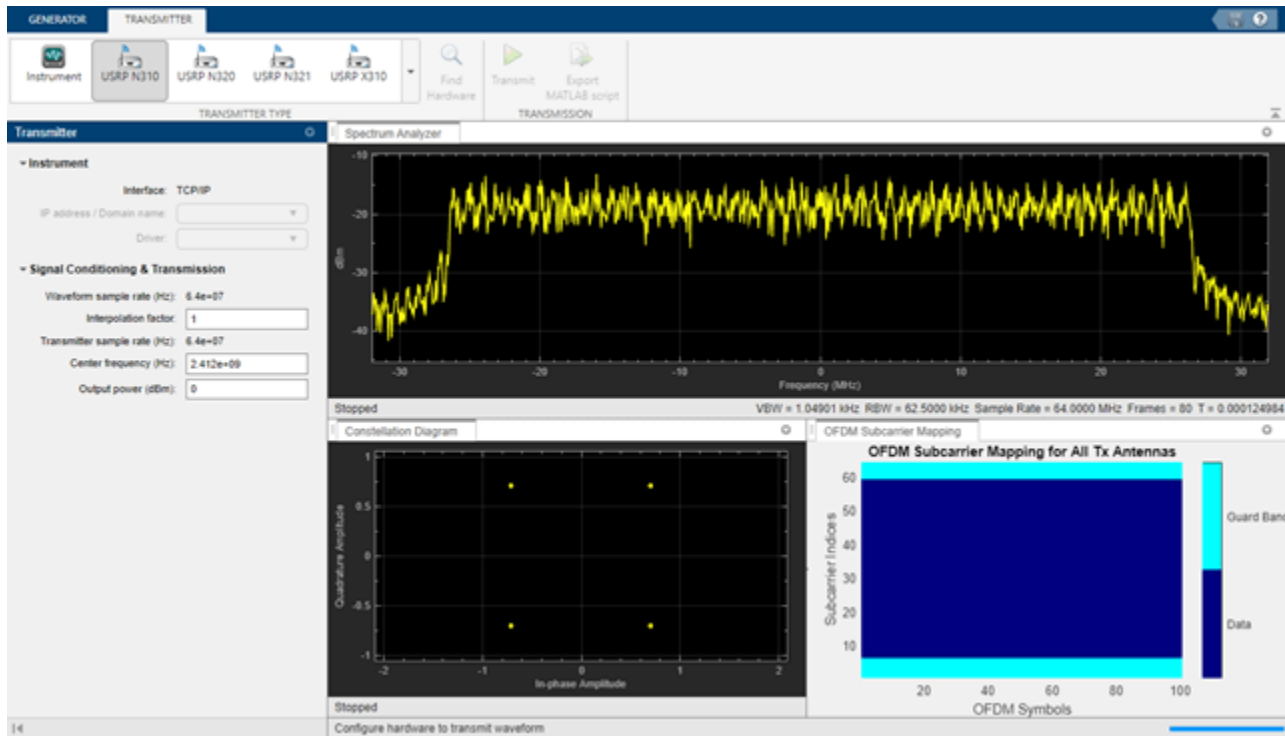 GENERATOR TRANSMITTER
Instrument USRP N310 USRP N320 USRP N321 USRP X310 Find Hardware Transmit Export MATLAB script
TRANSMITTER TYPE TRANSMISSION
Transmitter
Instrument
Interface: TCP/IP
IP address / Domain name:
Driver:
Signal Conditioning & Transmission
Waveform sample rate (Hz): 6.4e+07
Interpolation factor: 1
Transmitter sample rate (Hz): 6.4e+07
Center frequency (Hz): 2.412e+09
Output power (dBm): 0
Spectrum Analyzer
-10
-20
-30
-40
dBm
-30 -20 -10 0 10 20 30
Frequency (MHz)
Stopped VBW = 1.04901 kHz RBW = 62.5000 kHz Sample Rate = 64.0000 MHz Frames = 80 T = 0.000124984
Constellation Diagram
1
0.5
0
-0.5
-1
Quadrature Amplitude
-2 -1 0 1 2
In-phase Amplitude
Stopped
OFDM Subcarrier Mapping
OFDM Subcarrier Mapping for All Tx Antennas
60
50
40
30
20
10
Subcarrier Indices
20 40 60 80 100
OFDM Symbols
Guard Band
Data
Configure hardware to transmit waveform